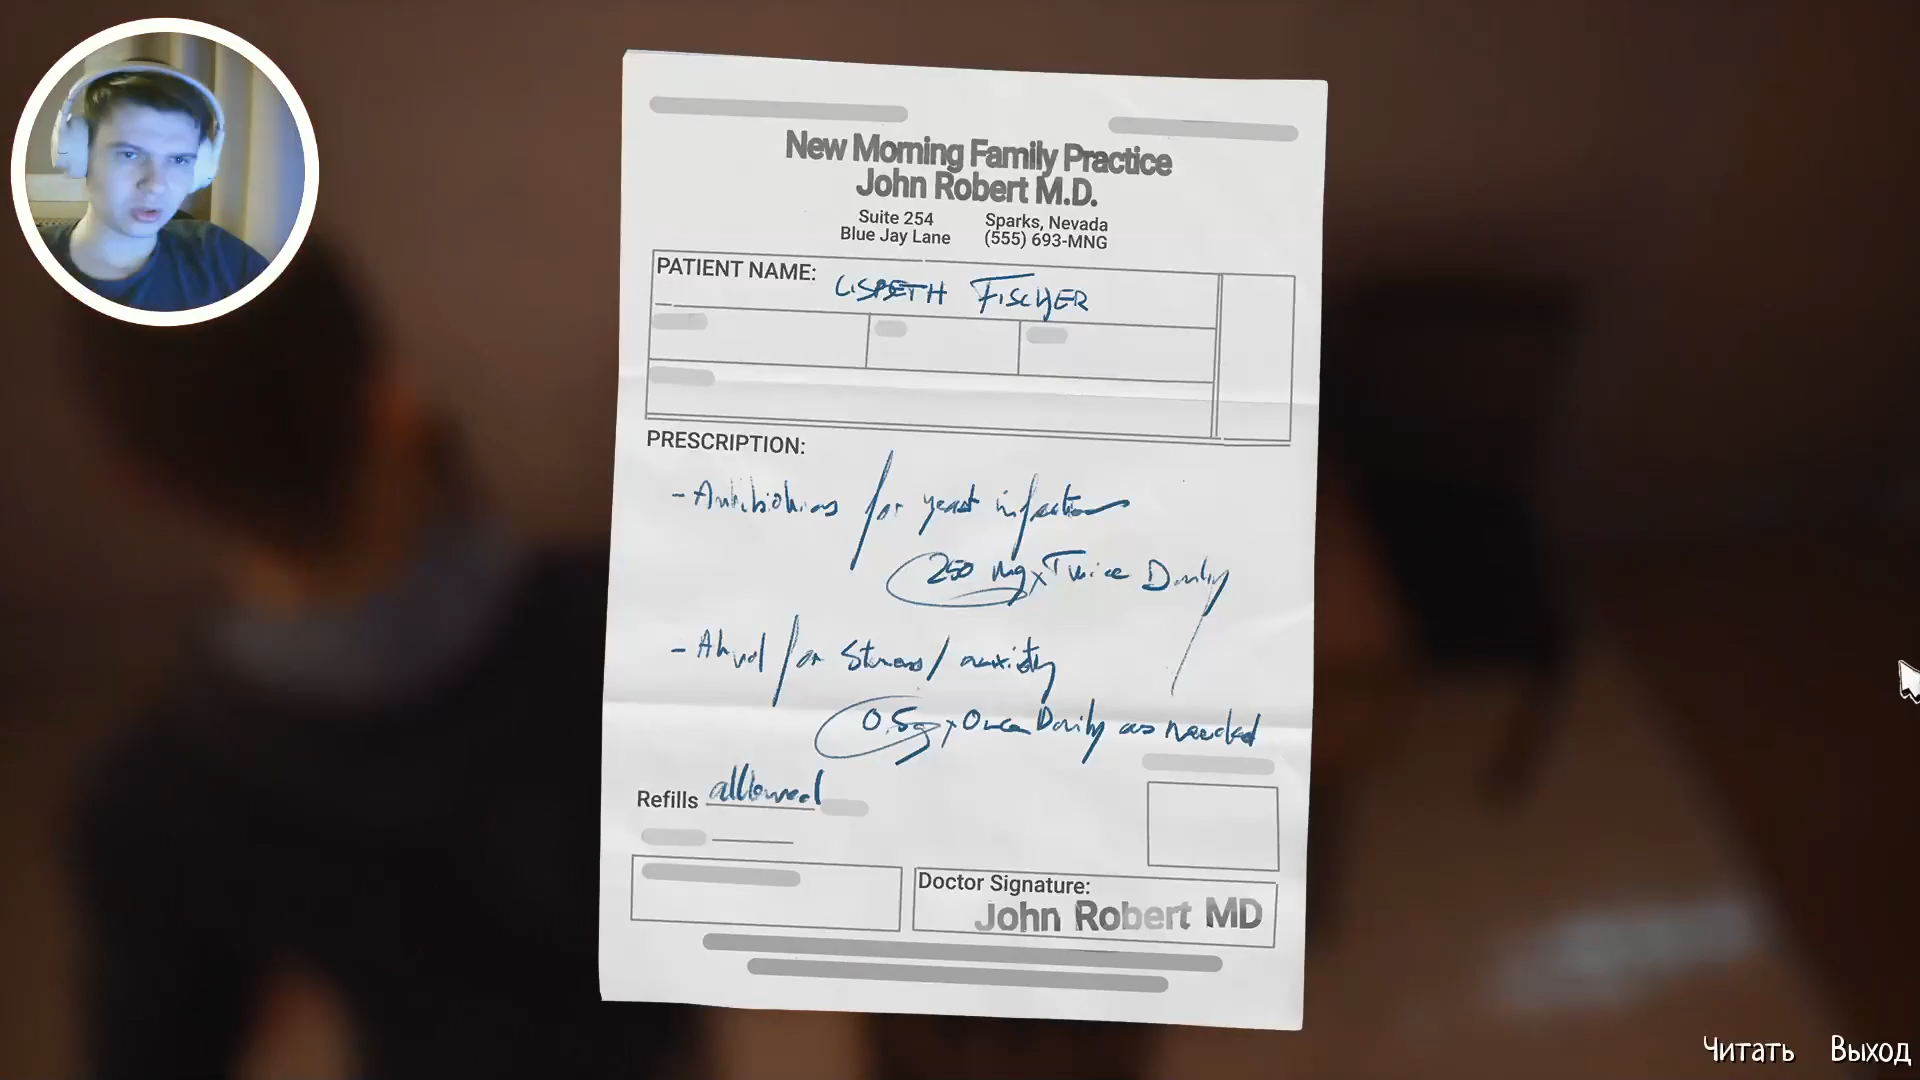 New Morning Family Practice
John Robert M.D.
Suite 254 Sparks, Nevada
Blue Jay Lane (555) 693-MNG
PATIENT NAME: LISBETH FISCHER
PRESCRIPTION:
- Antibiotics for yeast infection
250 mg x Twice Daily
- for Stress/anxiety
0.5g x Once Daily as needed
Refills allowed
Doctor Signature:
John Robert MD
Читать Выход